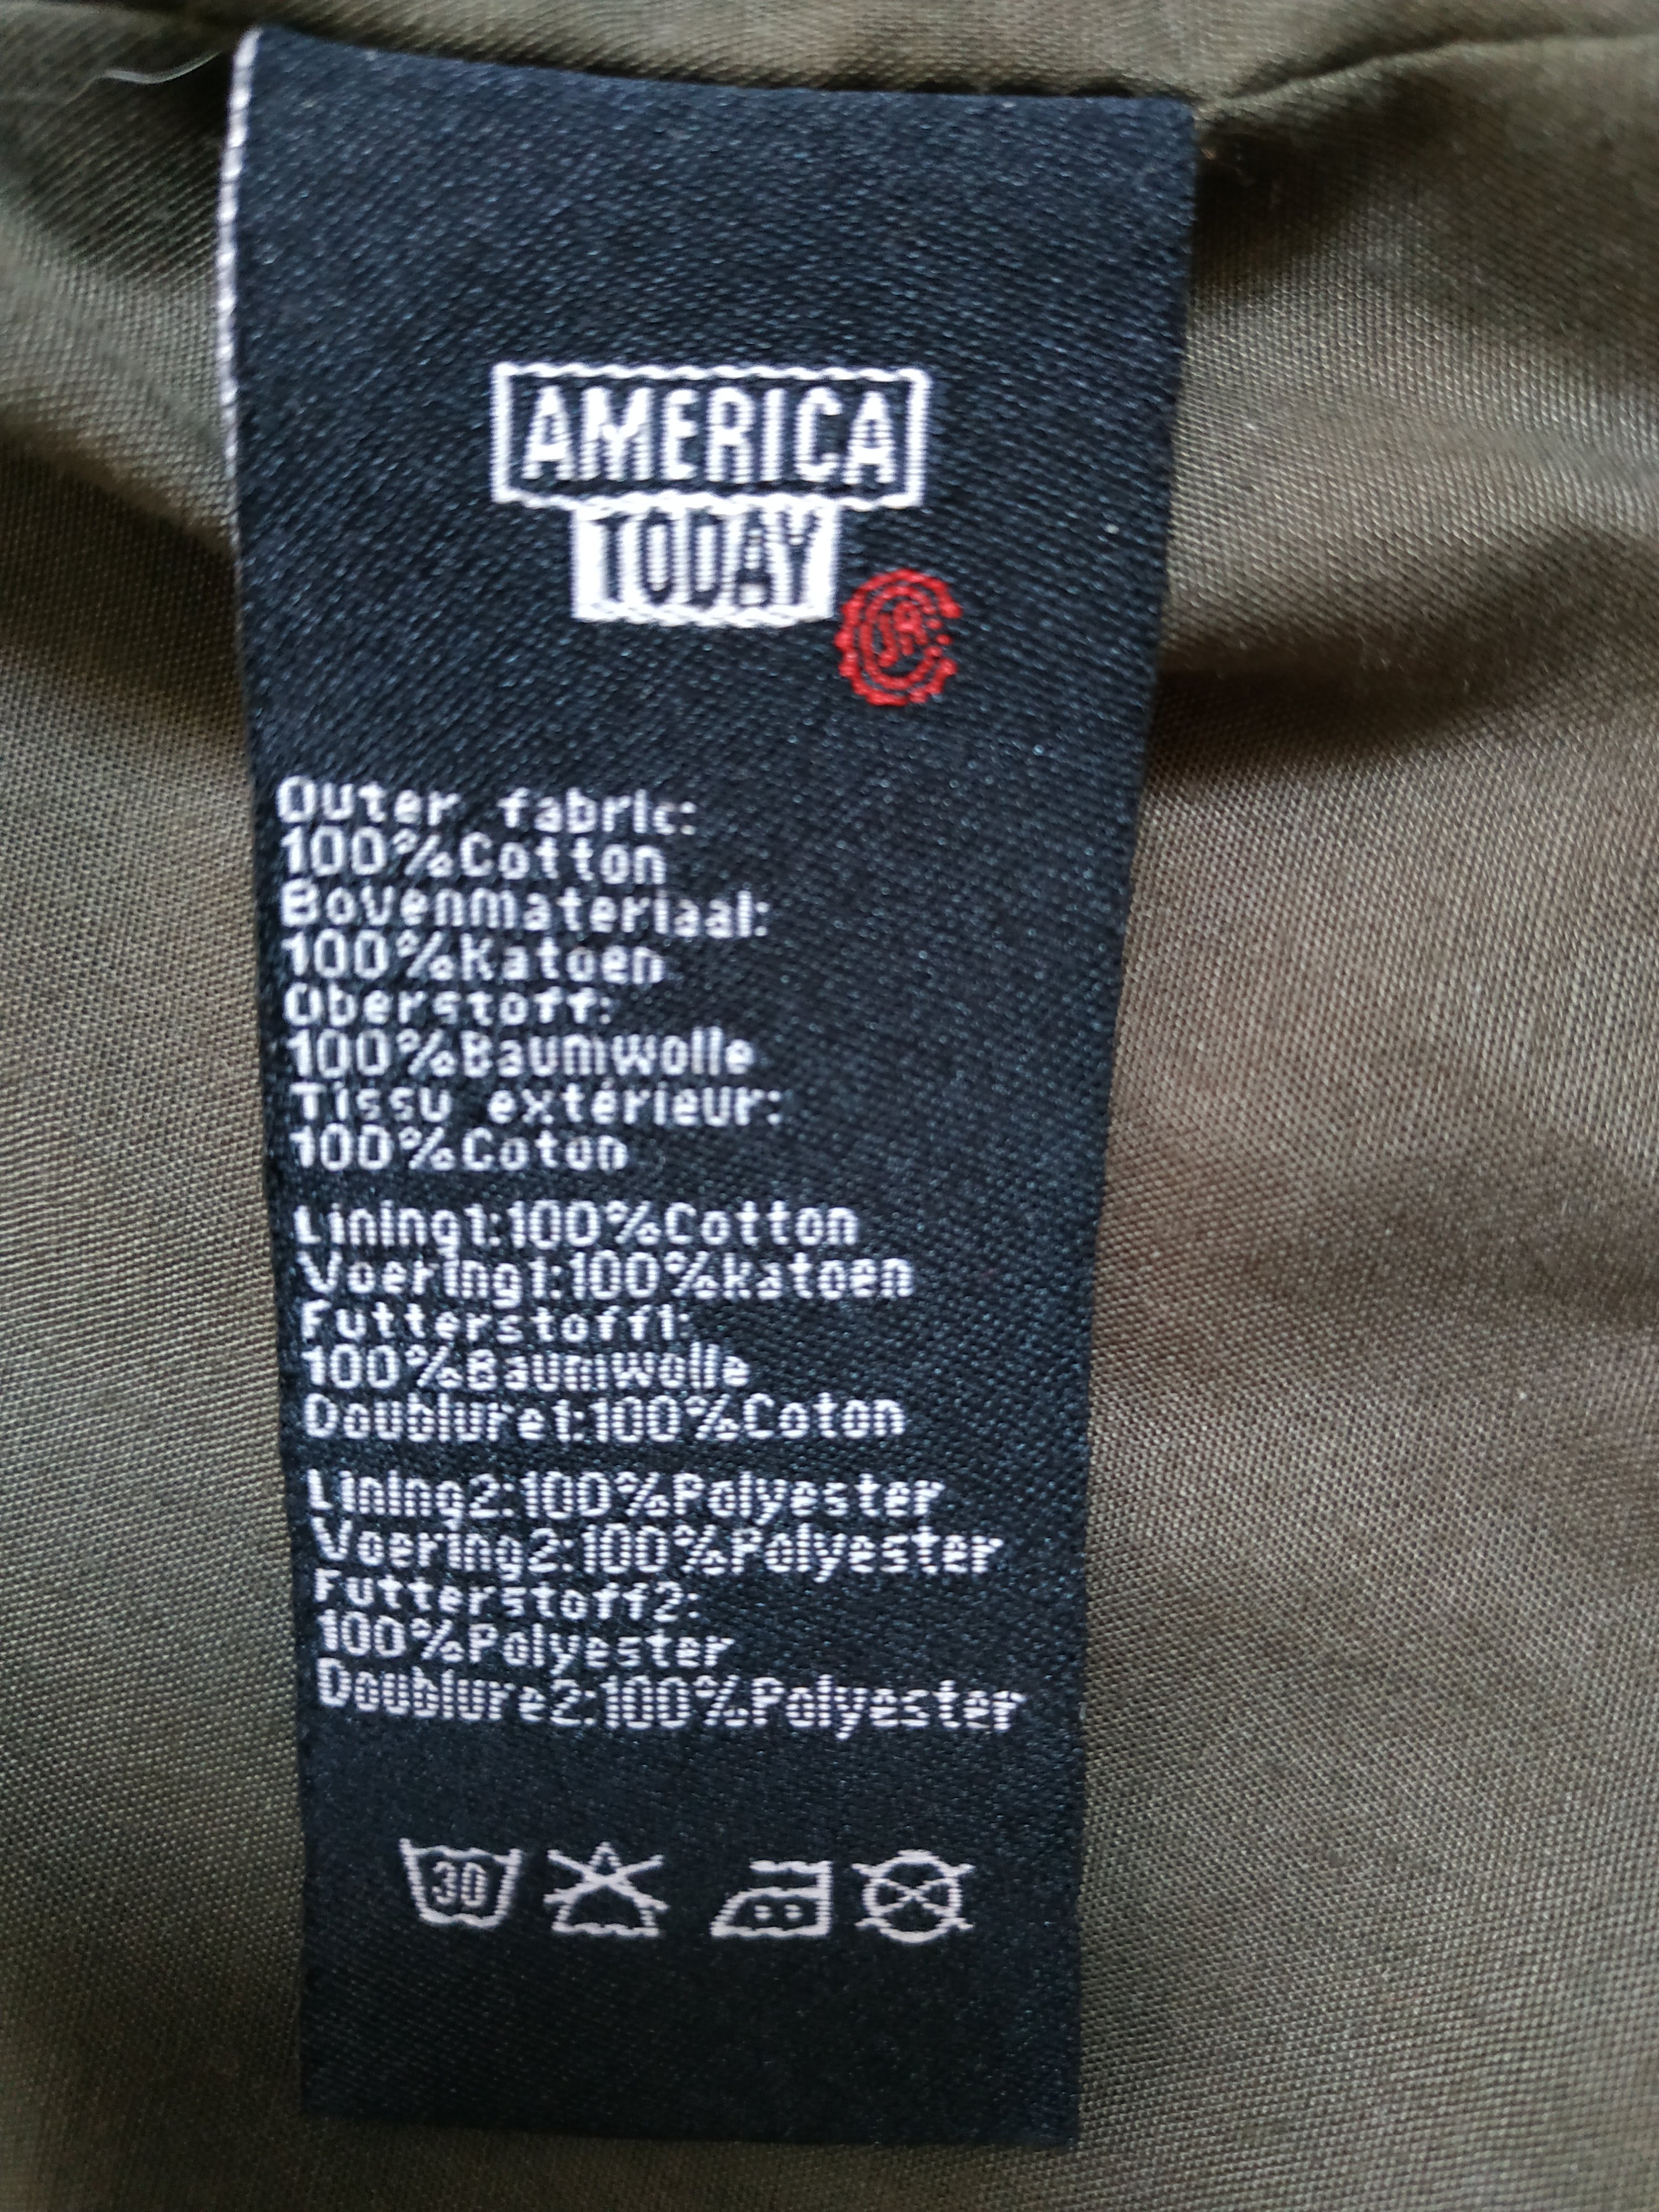 AMERICA
TODAY
Outer fabric:
100%Cotton
Bovenmateriaal:
100%Katoen
Oberstoff:
100%Baumwolle
Tissu extérieur:
100%Coton
Lining1:100%Cotton
Voering1:100%katoen
Futterstoff1:
100%Baumwolle
Doublure1:100%Coton
Lining2:100%Polyester
Voering2:100%Polyester
Futterstoff2:
100%Polyester
Doublure2:100%Polyester
30